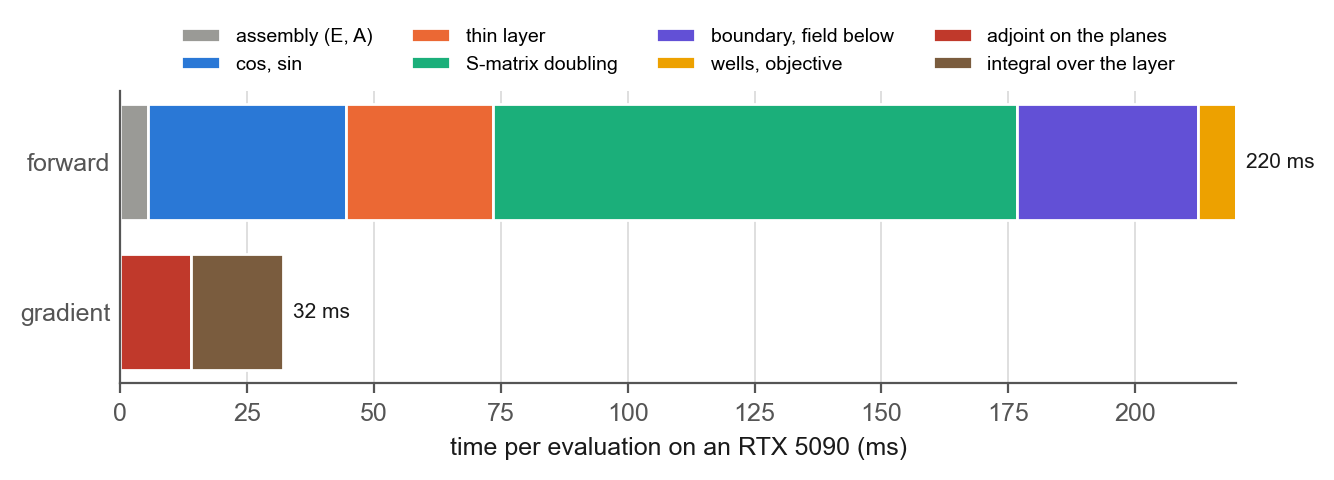 assembly (E, A) thin layer boundary, field below adjoint on the planes
cos, sin S-matrix doubling wells, objective integral over the layer
forward 220 ms
gradient 32 ms
0 25 50 75 100 125 150 175 200
time per evaluation on an RTX 5090 (ms)